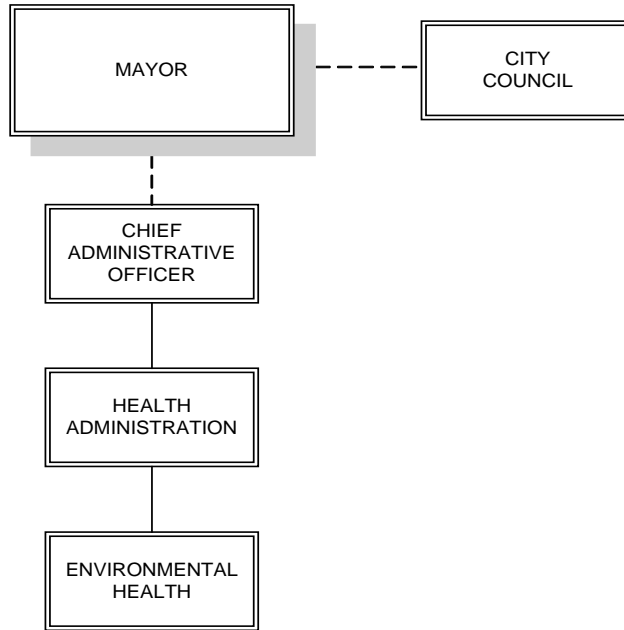 MAYOR
CITY
COUNCIL
CHIEF
ADMINISTRATIVE
OFFICER
HEALTH
ADMINISTRATION
ENVIRONMENTAL
HEALTH